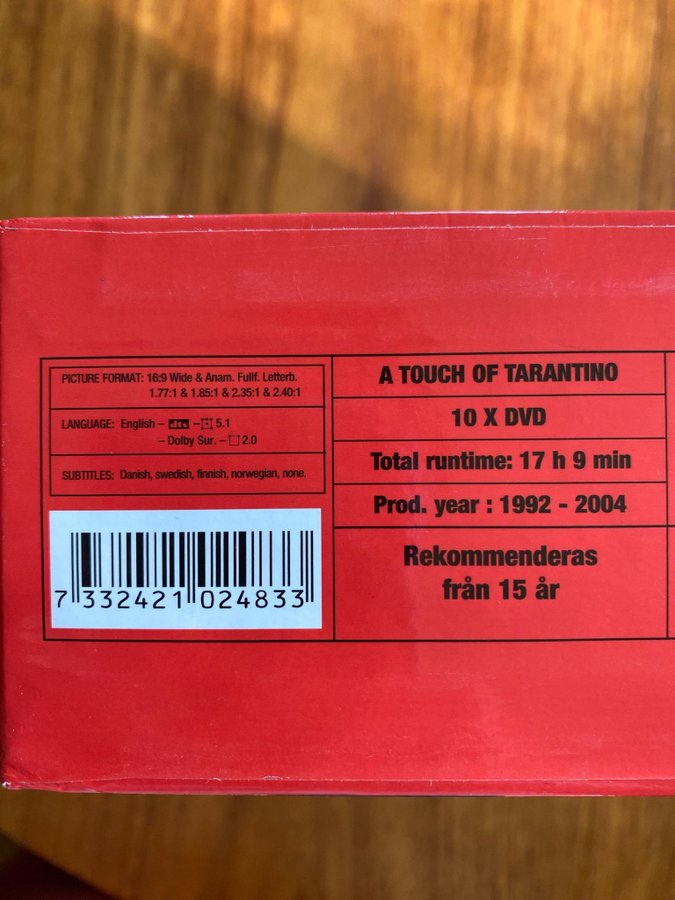 PICTURE FORMAT: 16:9 Wide & Anam. Fullf. Letterb.
1.77:1 & 1.85:1 & 2.35:1 & 2.40:1
LANGUAGE: English – dts – 5.1
– Dolby Sur. – 2.0
SUBTITLES: Danish, swedish, finnish, norwegian, none.
7 332421 024833
A TOUCH OF TARANTINO
10 X DVD
Total runtime: 17 h 9 min
Prod. year : 1992 - 2004
Rekommenderas
från 15 år